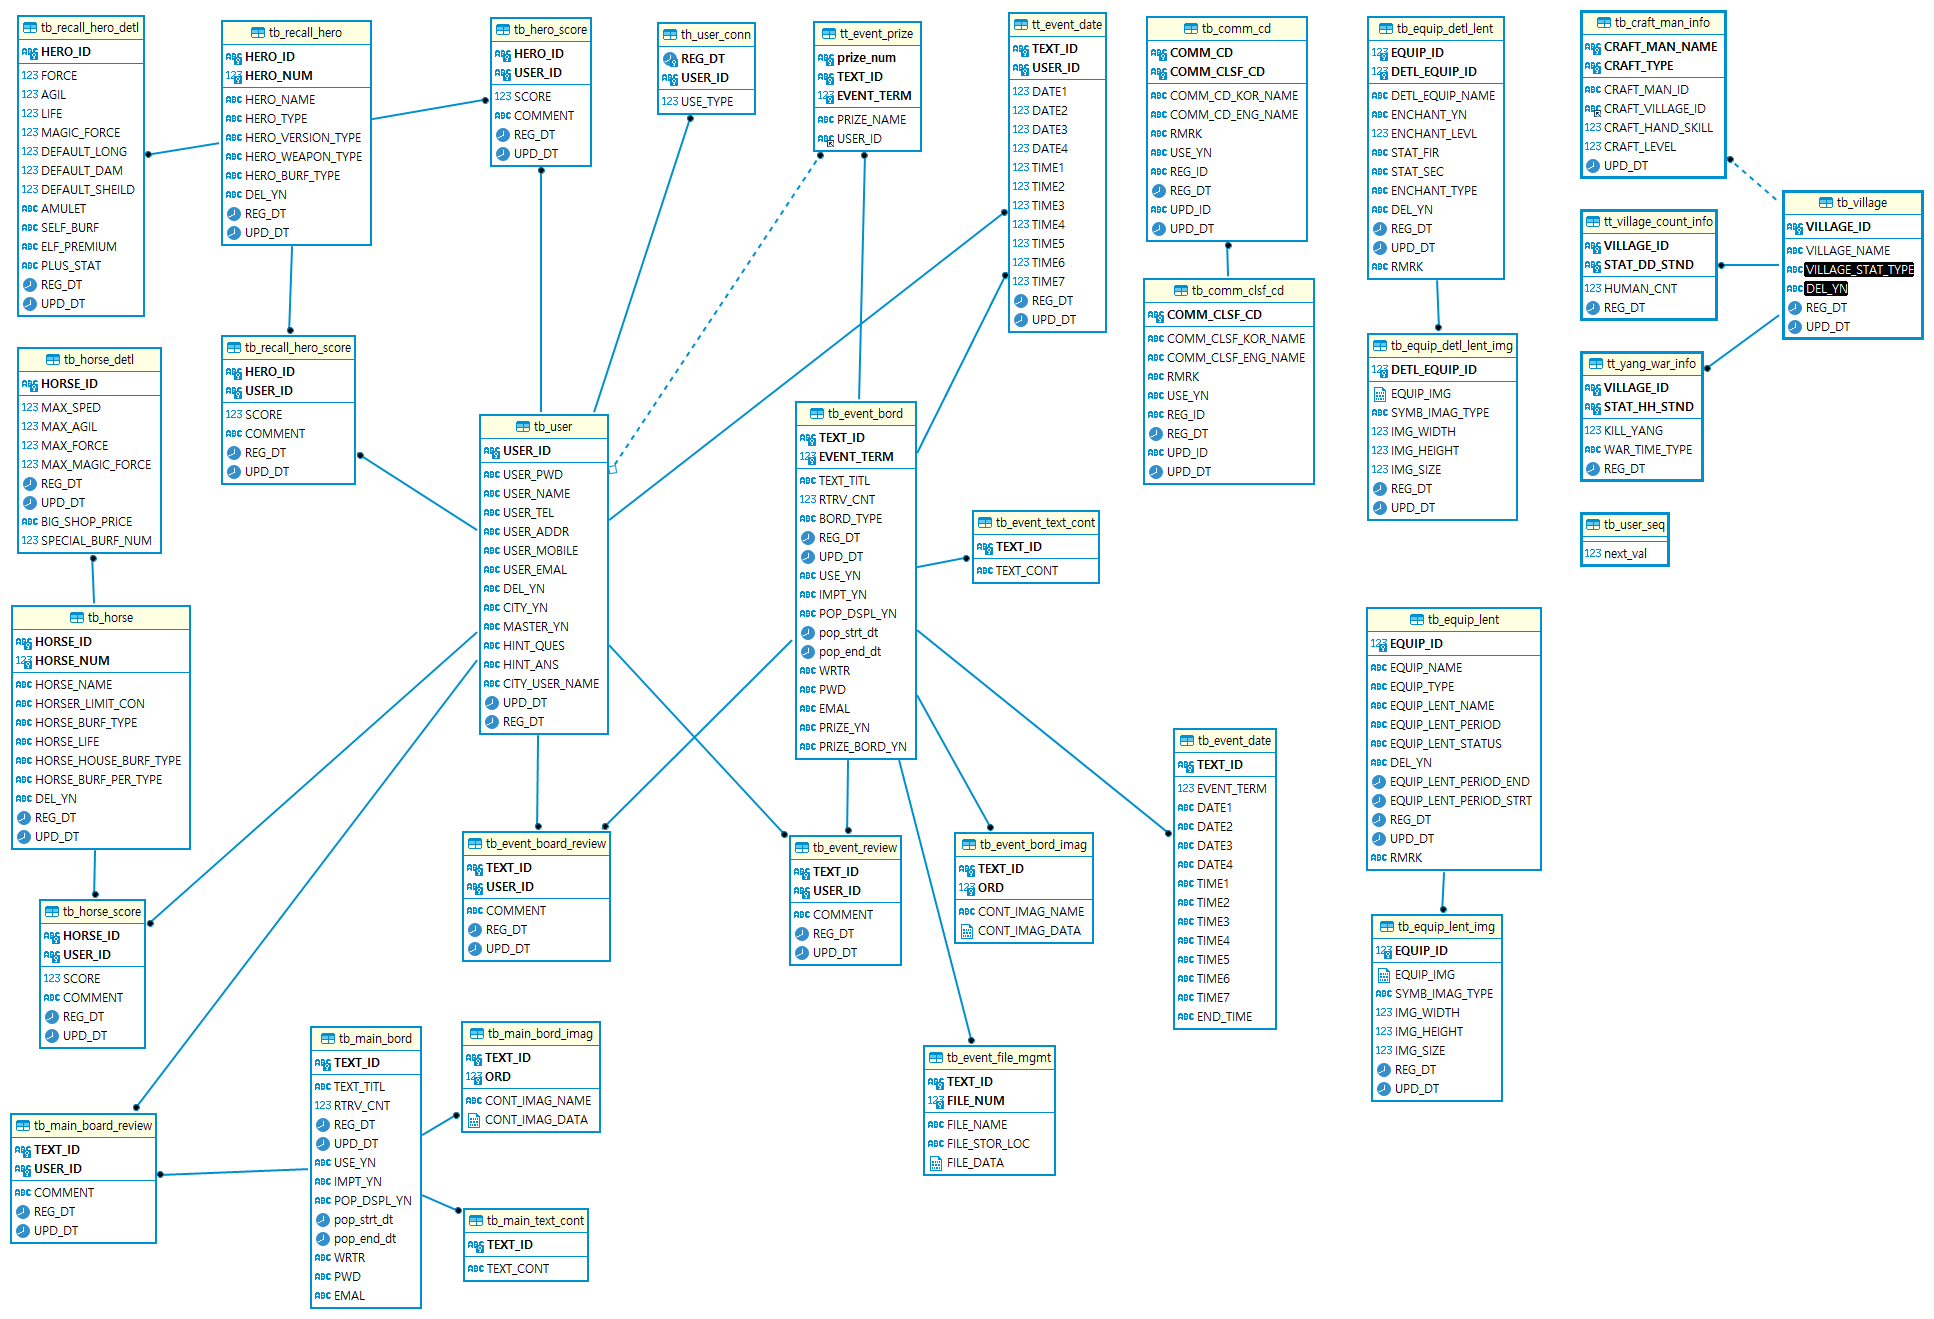 tb_recall_hero_detl
HERO_ID
FORCE
AGIL
LIFE
MAGIC_FORCE
DEFAULT_LONG
DEFAULT_DAM
DEFAULT_SHEILD
AMULET
SELF_BURF
ELF_PREMIUM
PLUS_STAT
REG_DT
UPD_DT
tb_recall_hero
HERO_ID
HERO_NUM
HERO_NAME
HERO_TYPE
HERO_VERSION_TYPE
HERO_WEAPON_TYPE
HERO_BURF_TYPE
DEL_YN
REG_DT
UPD_DT
tb_hero_score
HERO_ID
USER_ID
SCORE
COMMENT
REG_DT
UPD_DT
th_user_conn
REG_DT
USER_ID
USE_TYPE
tt_event_prize
prize_num
TEXT_ID
EVENT_TERM
PRIZE_NAME
USER_ID
tt_event_date
TEXT_ID
USER_ID
DATE1
DATE2
DATE3
DATE4
TIME1
TIME2
TIME3
TIME4
TIME5
TIME6
TIME7
REG_DT
UPD_DT
tb_comm_cd
COMM_CD
COMM_CLSF_CD
COMM_CD_KOR_NAME
COMM_CD_ENG_NAME
RMRK
USE_YN
REG_ID
REG_DT
UPD_ID
UPD_DT
tb_equip_detl_lent
EQUIP_ID
DETL_EQUIP_ID
DETL_EQUIP_NAME
ENCHANT_YN
ENCHANT_LEVL
STAT_FIR
STAT_SEC
ENCHANT_TYPE
DEL_YN
REG_DT
UPD_DT
RMRK
tb_craft_man_info
CRAFT_MAN_NAME
CRAFT_TYPE
CRAFT_MAN_ID
CRAFT_VILLAGE_ID
CRAFT_HAND_SKILL
CRAFT_LEVEL
UPD_DT
tb_village
VILLAGE_ID
VILLAGE_NAME
VILLAGE_STAT_TYPE
DEL_YN
REG_DT
UPD_DT
tt_village_count_info
VILLAGE_ID
STAT_DD_STND
HUMAN_CNT
REG_DT
tt_yang_war_info
VILLAGE_ID
STAT_HH_STND
KILL_YANG
WAR_TIME_TYPE
REG_DT
tb_user_seq
next_val
tb_comm_clsf_cd
COMM_CLSF_CD
COMM_CLSF_KOR_NAME
COMM_CLSF_ENG_NAME
RMRK
USE_YN
REG_ID
REG_DT
UPD_ID
UPD_DT
tb_equip_detl_lent_img
DETL_EQUIP_ID
EQUIP_IMG
SYMB_IMAG_TYPE
IMG_WIDTH
IMG_HEIGHT
IMG_SIZE
REG_DT
UPD_DT
tb_horse_detl
HORSE_ID
MAX_SPED
MAX_AGIL
MAX_FORCE
MAX_MAGIC_FORCE
REG_DT
UPD_DT
BIG_SHOP_PRICE
SPECIAL_BURF_NUM
tb_recall_hero_score
HERO_ID
USER_ID
SCORE
COMMENT
REG_DT
UPD_DT
tb_user
USER_ID
USER_PWD
USER_NAME
USER_TEL
USER_ADDR
USER_MOBILE
USER_EMAL
DEL_YN
CITY_YN
MASTER_YN
HINT_QUES
HINT_ANS
CITY_USER_NAME
UPD_DT
REG_DT
tb_event_bord
TEXT_ID
EVENT_TERM
TEXT_TITL
RTRV_CNT
BORD_TYPE
REG_DT
UPD_DT
USE_YN
IMPT_YN
POP_DSPL_YN
pop_strt_dt
pop_end_dt
WRTR
PWD
EMAL
PRIZE_YN
PRIZE_BORD_YN
tb_event_text_cont
TEXT_ID
TEXT_CONT
tb_horse
HORSE_ID
HORSE_NUM
HORSE_NAME
HORSER_LIMIT_CON
HORSE_BURF_TYPE
HORSE_LIFE
HORSE_HOUSE_BURF_TYPE
HORSE_BURF_PER_TYPE
DEL_YN
REG_DT
UPD_DT
tb_equip_lent
EQUIP_ID
EQUIP_NAME
EQUIP_TYPE
EQUIP_LENT_NAME
EQUIP_LENT_PERIOD
EQUIP_LENT_STATUS
DEL_YN
EQUIP_LENT_PERIOD_END
EQUIP_LENT_PERIOD_STRT
REG_DT
UPD_DT
RMRK
tb_event_date
TEXT_ID
EVENT_TERM
DATE1
DATE2
DATE3
DATE4
TIME1
TIME2
TIME3
TIME4
TIME5
TIME6
TIME7
END_TIME
tb_event_board_review
TEXT_ID
USER_ID
COMMENT
REG_DT
UPD_DT
tb_event_review
TEXT_ID
USER_ID
COMMENT
REG_DT
UPD_DT
tb_event_bord_imag
TEXT_ID
ORD
CONT_IMAG_NAME
CONT_IMAG_DATA
tb_horse_score
HORSE_ID
USER_ID
SCORE
COMMENT
REG_DT
UPD_DT
tb_equip_lent_img
EQUIP_ID
EQUIP_IMG
SYMB_IMAG_TYPE
IMG_WIDTH
IMG_HEIGHT
IMG_SIZE
REG_DT
UPD_DT
tb_main_bord
TEXT_ID
TEXT_TITL
RTRV_CNT
REG_DT
UPD_DT
USE_YN
IMPT_YN
POP_DSPL_YN
pop_strt_dt
pop_end_dt
WRTR
PWD
EMAL
tb_main_bord_imag
TEXT_ID
ORD
CONT_IMAG_NAME
CONT_IMAG_DATA
tb_event_file_mgmt
TEXT_ID
FILE_NUM
FILE_NAME
FILE_STOR_LOC
FILE_DATA
tb_main_board_review
TEXT_ID
USER_ID
COMMENT
REG_DT
UPD_DT
tb_main_text_cont
TEXT_ID
TEXT_CONT